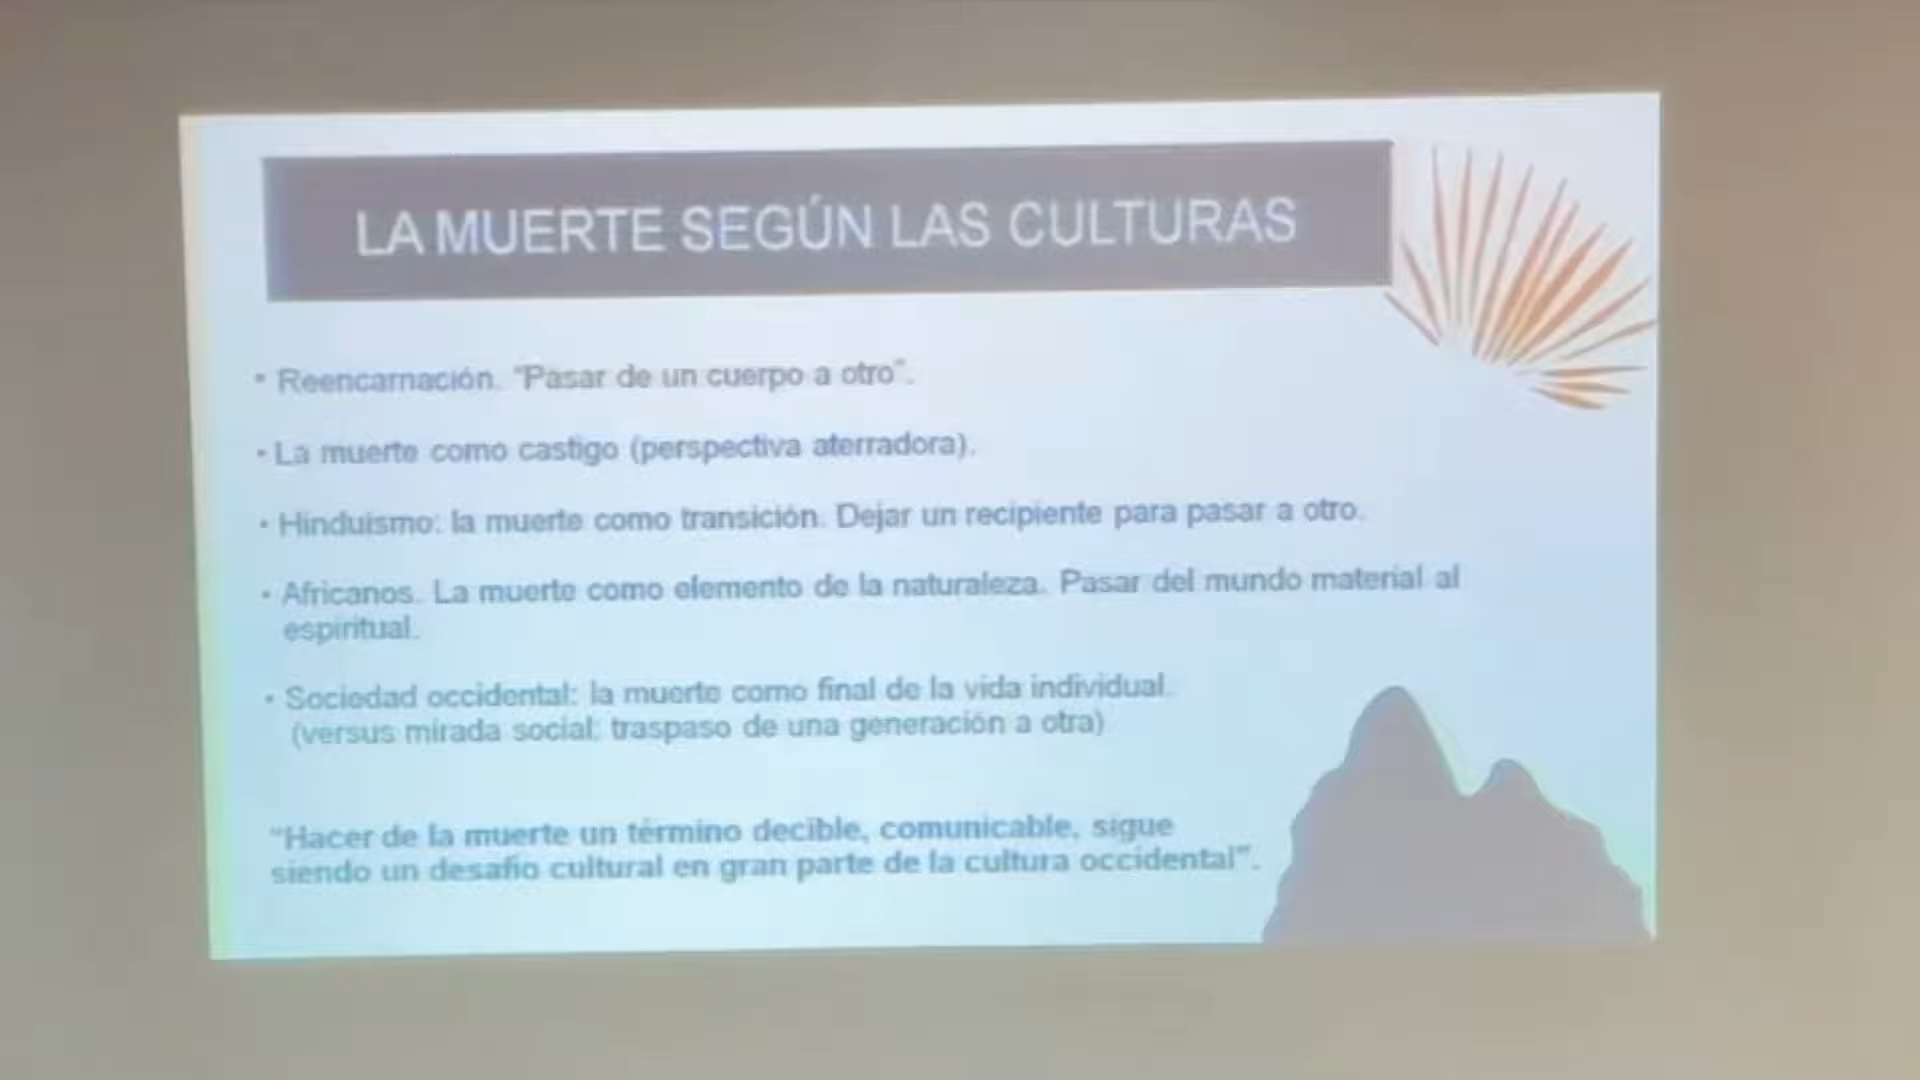 LA MUERTE SEGÚN LAS CULTURAS
• Reencarnación. "Pasar de un cuerpo a otro".
• La muerte como castigo (perspectiva aterradora).
• Hinduismo: la muerte como transición. Dejar un recipiente para pasar a otro.
• Africanos. La muerte como elemento de la naturaleza. Pasar del mundo material al
espiritual.
• Sociedad occidental: la muerte como final de la vida individual.
(versus mirada social: traspaso de una generación a otra)
"Hacer de la muerte un término decible, comunicable, sigue
siendo un desafío cultural en gran parte de la cultura occidental".